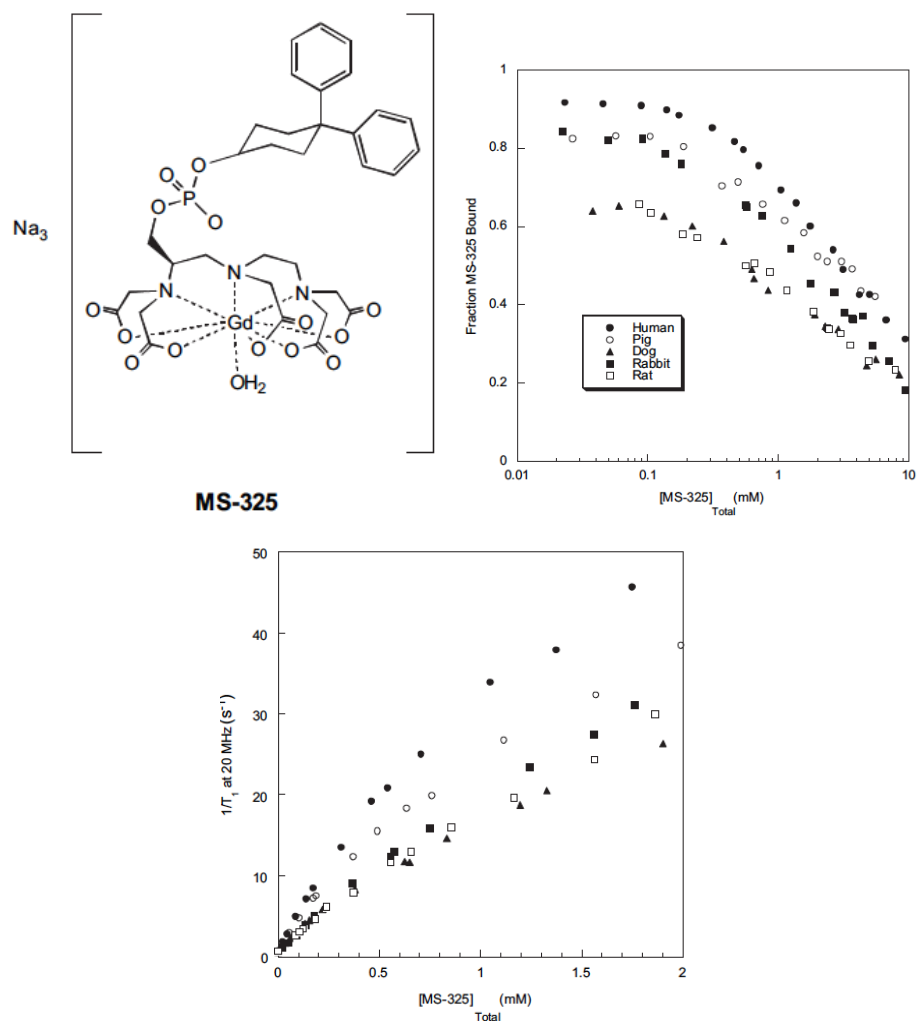 O
O
P
O
O
O
Na3
N
N
N
O
O
O
O
O
O
O
O
O
O
Gd
OH2
MS-325
Fraction MS-325 Bound
1
0.8
0.6
0.4
0.2
0
Human
Pig
Dog
Rabbit
Rat
0.01
0.1
1
10
[MS-325] (mM)
Total
1/T1 at 20 MHz (s-1)
50
40
30
20
10
0
0
0.5
1
1.5
2
[MS-325] (mM)
Total